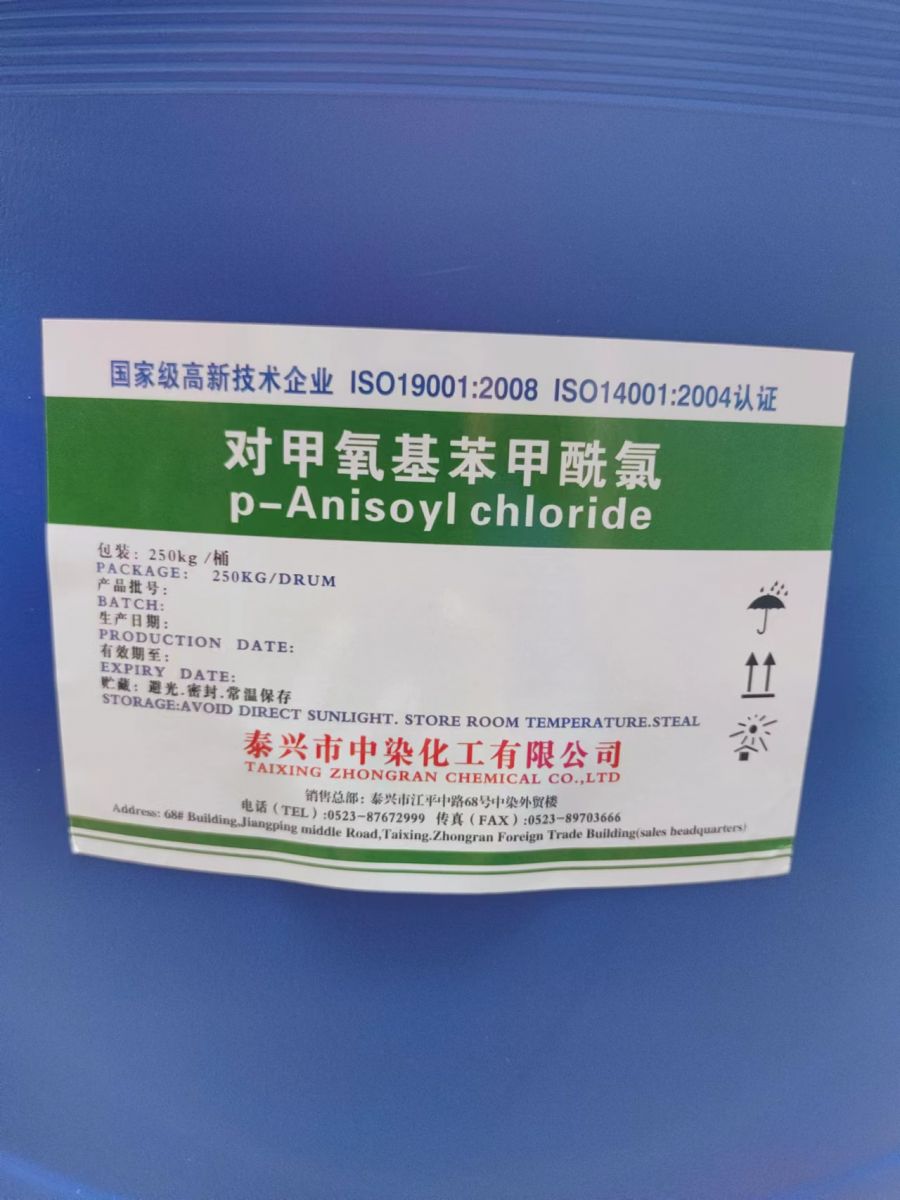 国家级高新技术企业 ISO19001:2008 ISO14001:2004认证
对甲氧基苯甲酰氯
p-Anisoyl chloride
包装: 250kg /桶
PACKAGE: 250KG/DRUM
产品批号:
BATCH:
生产日期:
PRODUCTION DATE:
有效期至:
EXPIRY DATE:
贮藏: 避光.密封.常温保存
STORAGE:AVOID DIRECT SUNLIGHT. STORE ROOM TEMPERATURE.STEAL
泰兴市中染化工有限公司
TAIXING ZHONGRAN CHEMICAL CO.,LTD
销售总部: 泰兴市江平中路68号中染外贸楼
电话 (TEL) :0523-87672999 传真 (FAX) :0523-89703666
Address: 68# Building,Jiangping middle Road,Taixing.Zhongran Foreign Trade Building(sales headquarters)